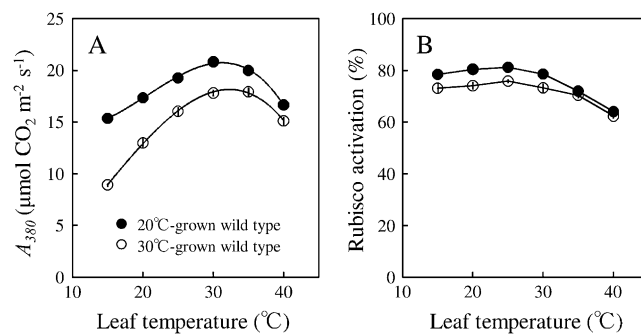 A
25
20
15
10
5
0
10
20
30
40
A380 (μmol CO2 m-2 s-1)
Leaf temperature (℃)
20℃-grown wild type
30℃-grown wild type
B
100
80
60
40
20
0
10
20
30
40
Rubisco activation (%)
Leaf temperature (℃)